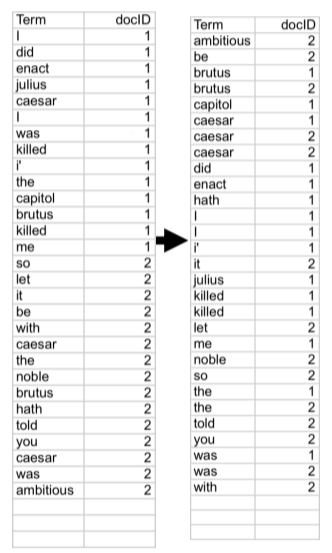 Term docID
I 1
did 1
enact 1
julius 1
caesar 1
I 1
was 1
killed 1
i' 1
the 1
capitol 1
brutus 1
killed 1
me 1
so 2
let 2
it 2
be 2
with 2
caesar 2
the 2
noble 2
brutus 2
hath 2
told 2
you 2
caesar 2
was 2
ambitious 2
Term docID
ambitious 2
be 2
brutus 1
brutus 2
capitol 1
caesar 1
caesar 2
caesar 2
did 1
enact 1
hath 1
I 1
I 1
i' 1
it 2
julius 1
killed 1
killed 1
let 2
me 1
noble 2
so 2
the 1
the 2
told 2
you 2
was 1
was 2
with 2